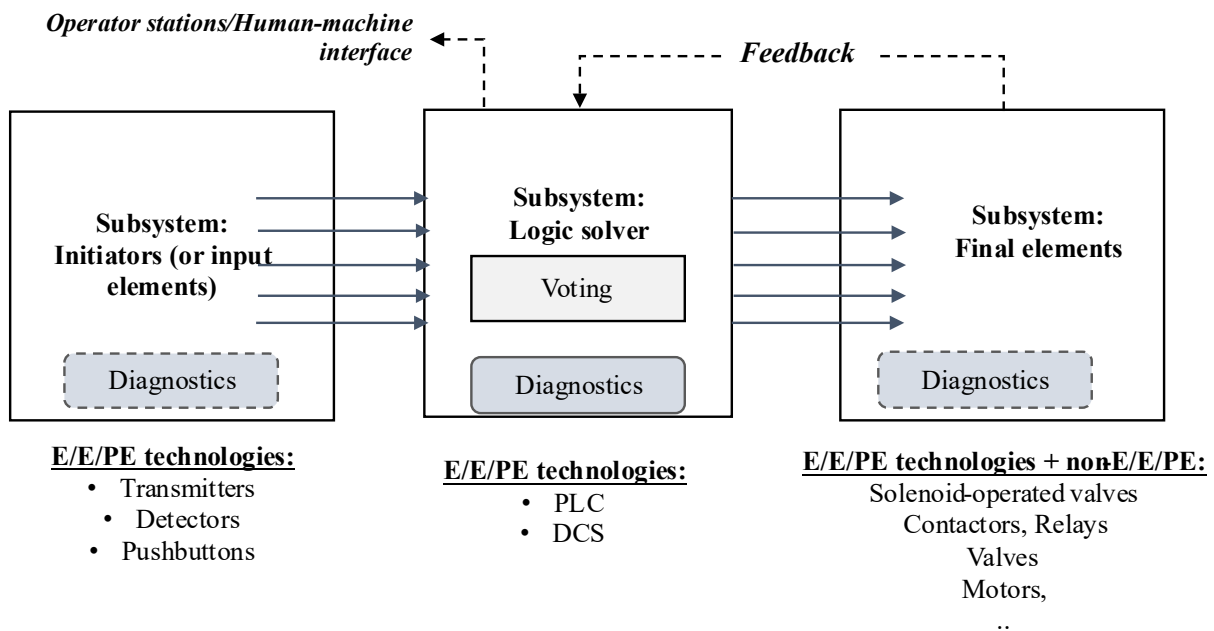 Operator stations/Human-machine
interface
Feedback
Subsystem:
Initiators (or input
elements)
Diagnostics
Subsystem:
Logic solver
Voting
Diagnostics
Subsystem:
Final elements
Diagnostics
E/E/PE technologies:
• Transmitters
• Detectors
• Pushbuttons
E/E/PE technologies:
• PLC
• DCS
E/E/PE technologies + non-E/E/PE:
Solenoid-operated valves
Contactors, Relays
Valves
Motors,
..